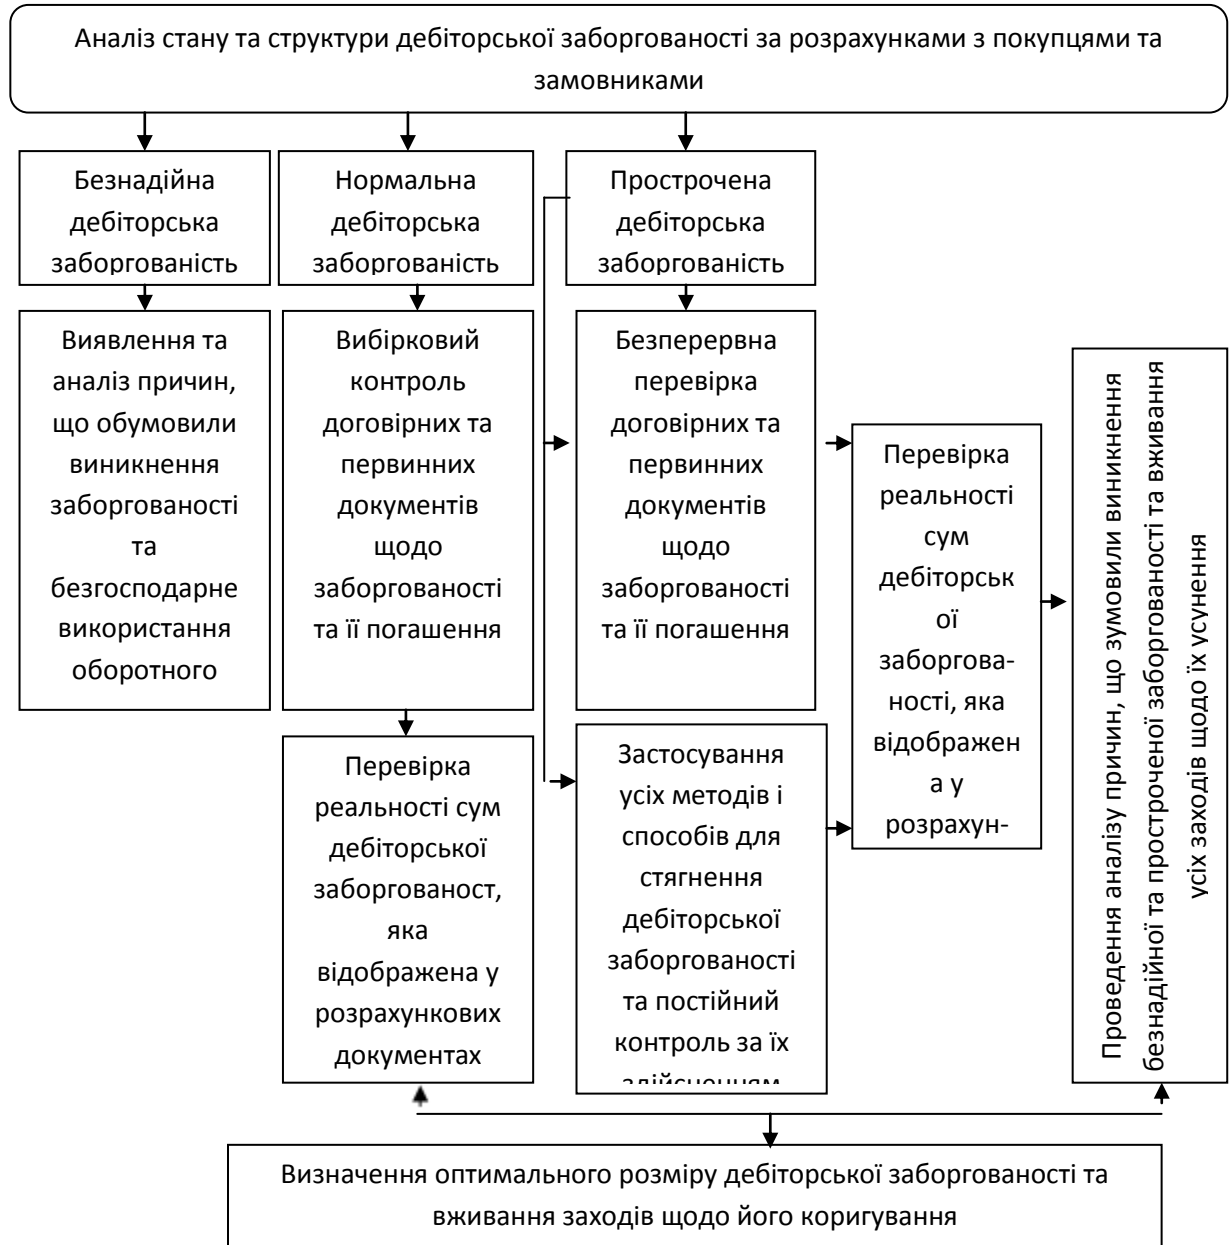 Аналіз стану та структури дебіторської заборгованості за розрахунками з покупцями та
замовниками
Безнадійна
дебіторська
заборгованість
Нормальна
дебіторська
заборгованість
Прострочена
дебіторська
заборгованість
Виявлення та
аналіз причин,
що обумовили
виникнення
заборгованості
та
безгосподарне
використання
оборотного
Вибірковий
контроль
договірних та
первинних
документів
щодо
заборгованості
та її погашення
Безперервна
перевірка
договірних та
первинних
документів
щодо
заборгованості
та її погашення
Перевірка
реальності
сум
дебіторськ
ої
заборгова-
ності, яка
відображен
а у
розрахун-
Проведення аналізу причин, що зумовили виникнення
безнадійної та простроченої заборгованості та вживання
усіх заходів щодо їх усунення
Перевірка
реальності сум
дебіторської
заборгованост,
яка
відображена у
розрахункових
документах
Застосування
усіх методів і
способів для
стягнення
дебіторської
заборгованості
та постійний
контроль за їх
здійсненням
Визначення оптимального розміру дебіторської заборгованості та
вживання заходів щодо його коригування